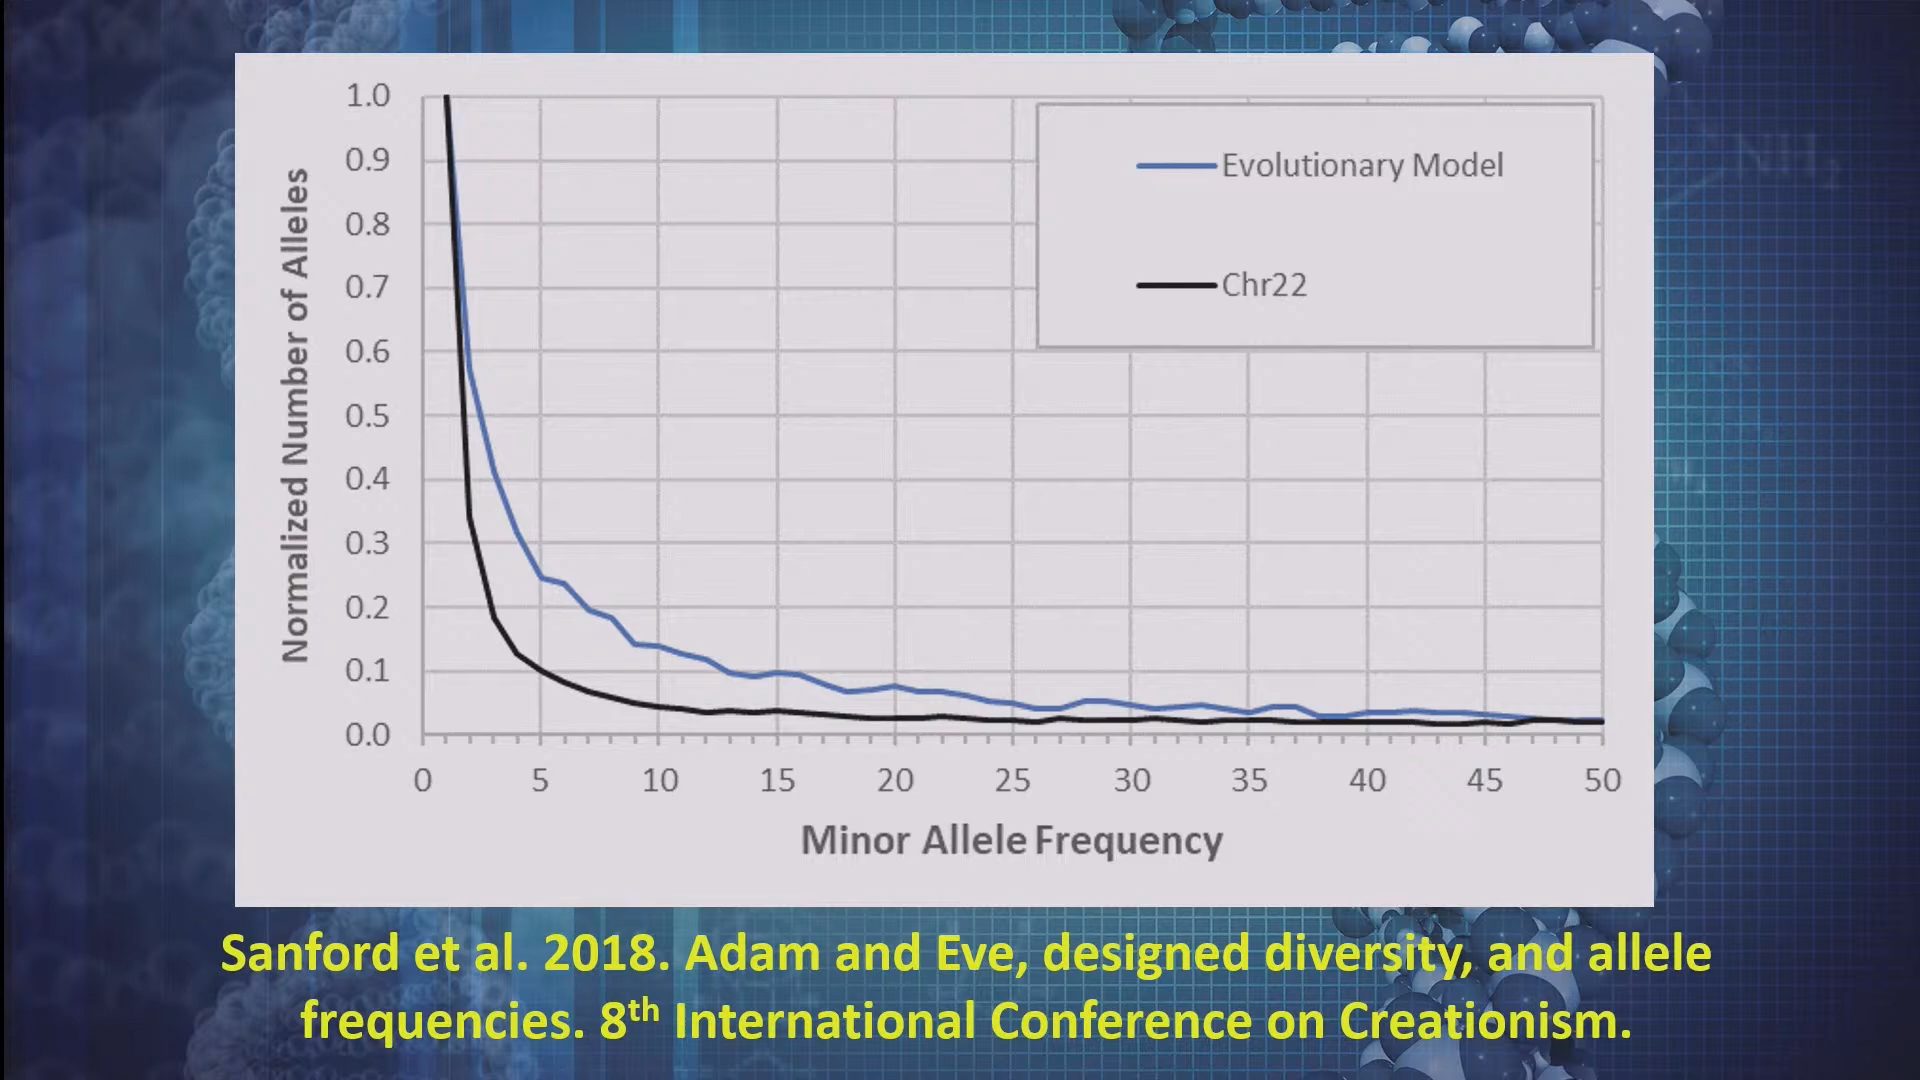 1.0
0.9
0.8
0.7
0.6
0.5
0.4
0.3
0.2
0.1
0.0
Normalized Number of Alleles
Evolutionary Model
Chr22
0 5 10 15 20 25 30 35 40 45 50
Minor Allele Frequency
NH₂
Sanford et al. 2018. Adam and Eve, designed diversity, and allele
frequencies. 8th International Conference on Creationism.